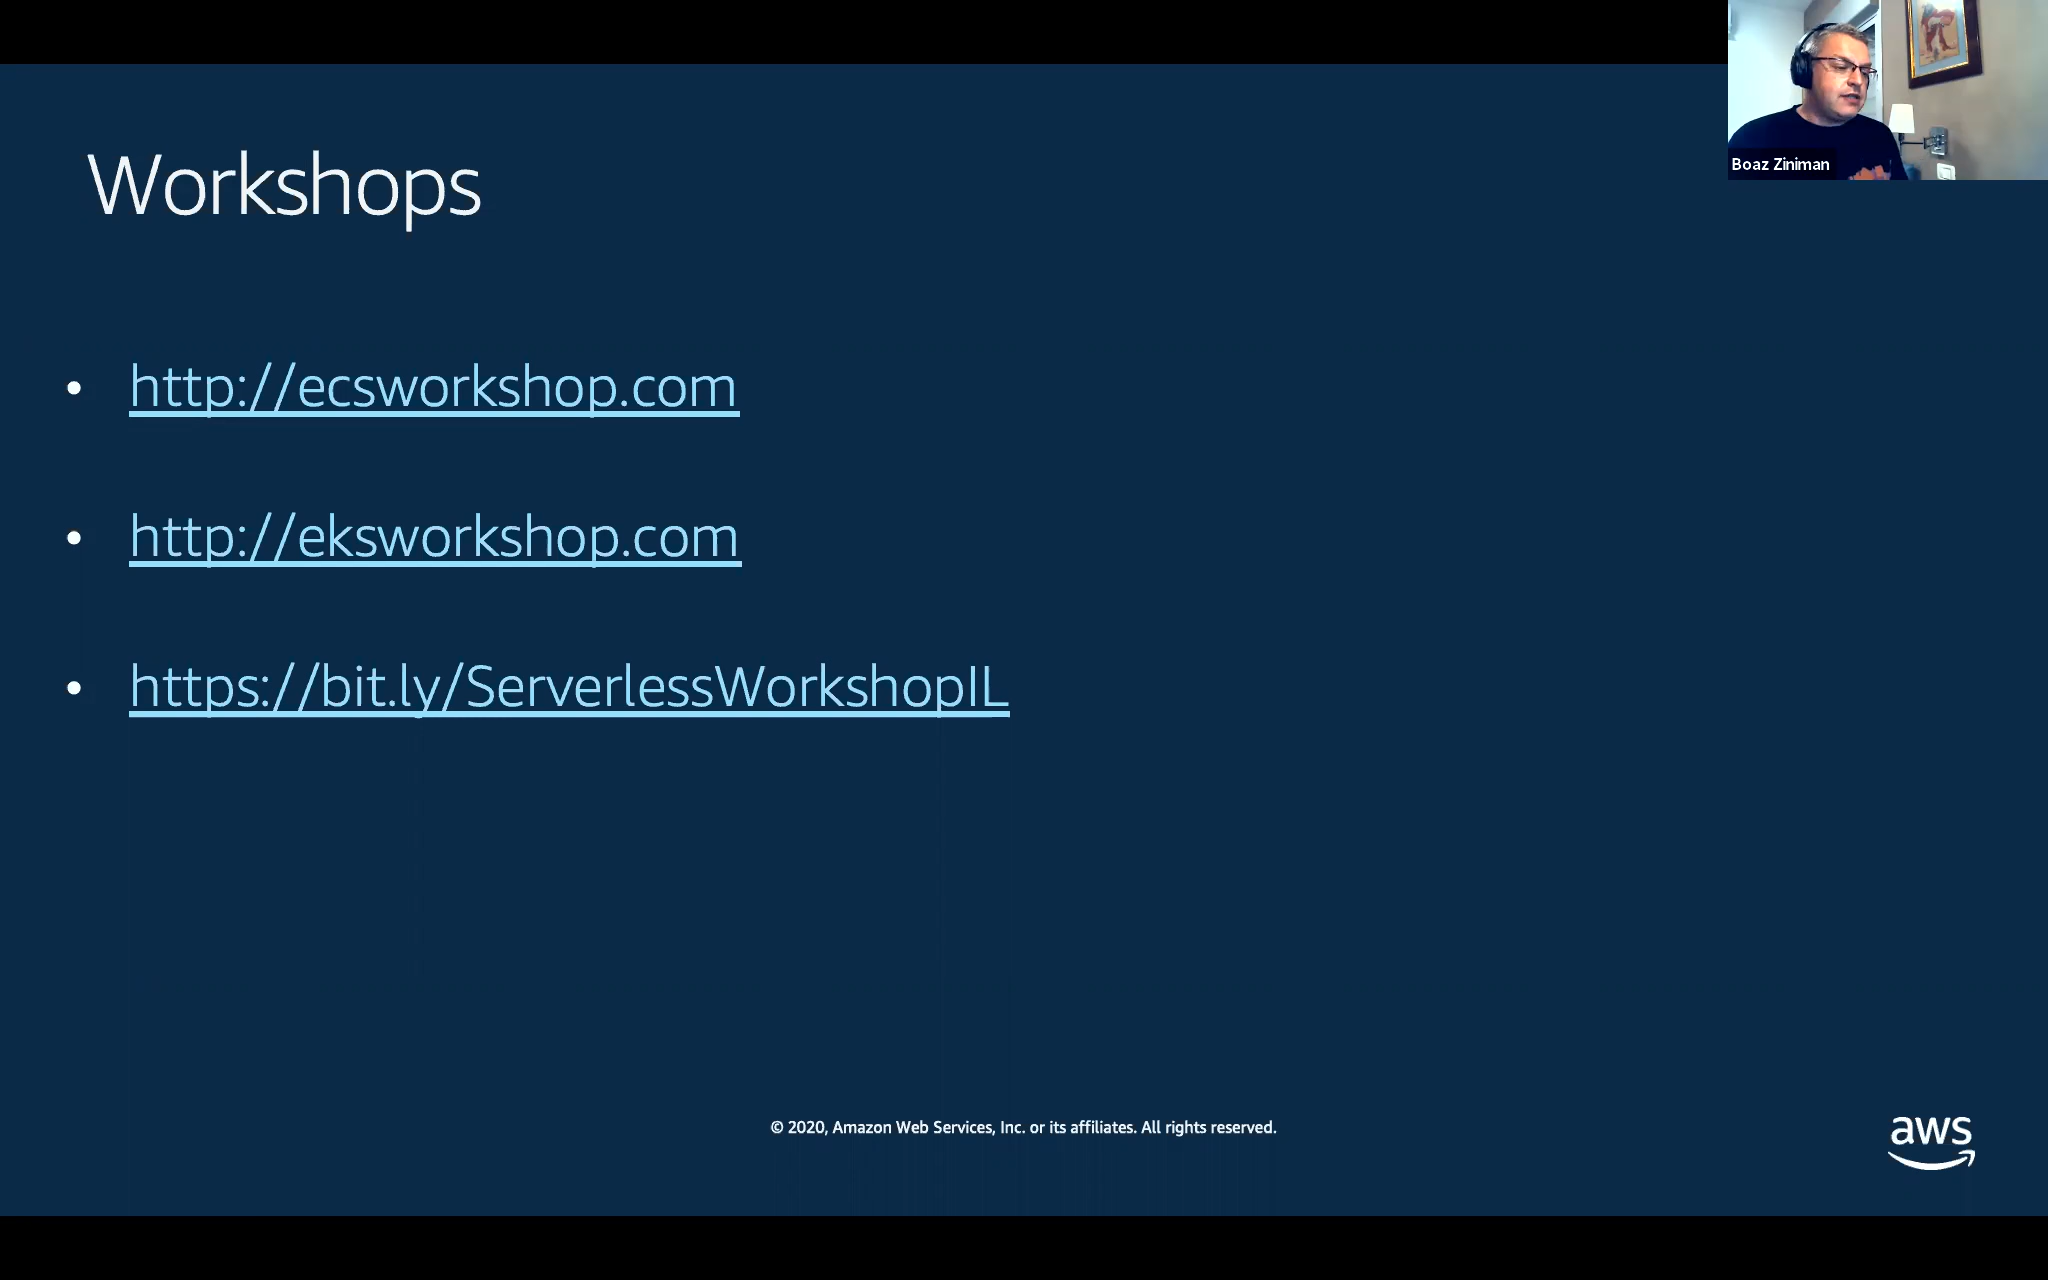 Boaz Ziniman
Workshops
• http://ecsworkshop.com
• http://eksworkshop.com
• https://bit.ly/ServerlessWorkshopIL
© 2020, Amazon Web Services, Inc. or its affiliates. All rights reserved.
aws